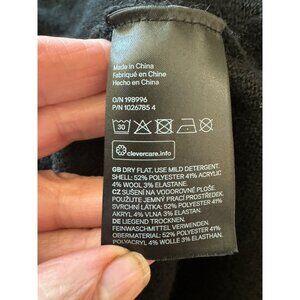 Made in China
Fabriqué en Chine
Hecho en China
O/N 198996
P/N 1026785 4
30
clevercare.info
GB DRY FLAT, USE MILD DETERGENT.
SHELL: 52% POLYESTER 41% ACRYLIC
4% WOOL 3% ELASTANE.
CZ SUŠENÍ NA VODOROVNÉ PLOŠE,
POUŽIJTE JEMNÝ PRACÍ PROSTŘEDEK.
SVRCHNÍ LÁTKA: 52% POLYESTER 41%
AKRYL 4% VLNA 3% ELASTAN.
DE LIEGEND TROCKNEN,
FEINWASCHMITTEL VERWENDEN.
OBERMATERIAL: 52% POLYESTER 41%
POLYACRYL 4% WOLLE 3% ELASTHAN.